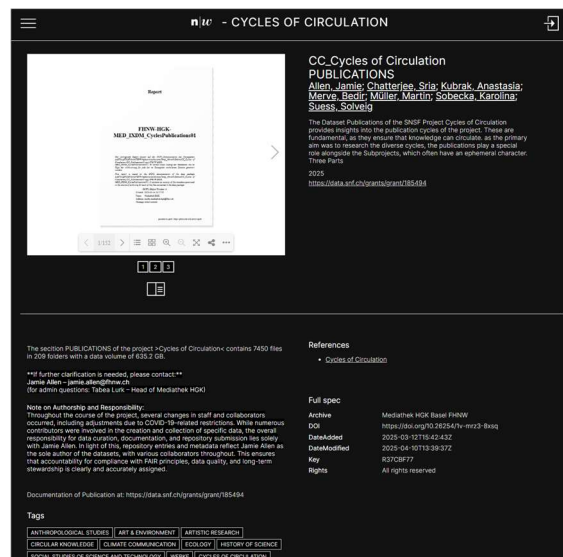 n|w - CYCLES OF CIRCULATION
Report
FHNW-HGK-
MED_IXDM_CyclesPublications01
1/152
1 2 3
CC_Cycles of Circulation
PUBLICATIONS
Allen, Jamie; Chatterjee, Sria; Kubrak, Anastasia;
Merve, Bedir; Müller, Martin; Sobecka, Karolina;
Suess, Solveig
The Dataset Publications of the SNSF Project Cycles of Circulation
provides insights into the publication cycles of the project. These are
fundamental, as they ensure that knowledge can circulate. as the primary
aim was to research the diverse cycles, the publications play a special
role alongside the Subprojects, which often have an ephemeral character.
Three Parts
2025
https://data.snf.ch/grants/grant/185494
The secition PUBLICATIONS of the project >Cycles of Circulation< contains 7450 files
in 209 folders with a data volume of 635.2 GB.
**If further clarification is needed, please contact:**
Jamie Allen – jamie.allen@fhnw.ch
(for admin questions: Tabea Lurk – Head of Mediathek HGK)
Note on Authorship and Responsibility:
Throughout the course of the project, several changes in staff and collaborators
occurred, including adjustments due to COVID-19-related restrictions. While numerous
contributors were involved in the creation and collection of specific data, the overall
responsibility for data curation, documentation, and repository submission lies solely
with Jamie Allen. In light of this, repository entries and metadata reflect Jamie Allen as
the sole author of the datasets, with various collaborators throughout. This ensures
that accountability for compliance with FAIR principles, data quality, and long-term
stewardship is clearly and accurately assigned.
Documentation of Publication at: https://data.snf.ch/grants/grant/185494
Tags
ANTHROPOLOGICAL STUDIES ART & ENVIRONMENT ARTISTIC RESEARCH
CIRCULAR KNOWLEDGE CLIMATE COMMUNICATION ECOLOGY HISTORY OF SCIENCE
SOCIAL STUDIES OF SCIENCE AND TECHNOLOGY WERKE CYCLES OF CIRCULATION
References
• Cycles of Circulation
Full spec
Archive Mediathek HGK Basel FHNW
DOI https://doi.org/10.26254/1v-mrz3-8xsq
DateAdded 2025-03-12T15:42:43Z
DateModified 2025-04-10T13:39:37Z
Key R37CBF77
Rights All rights reserved